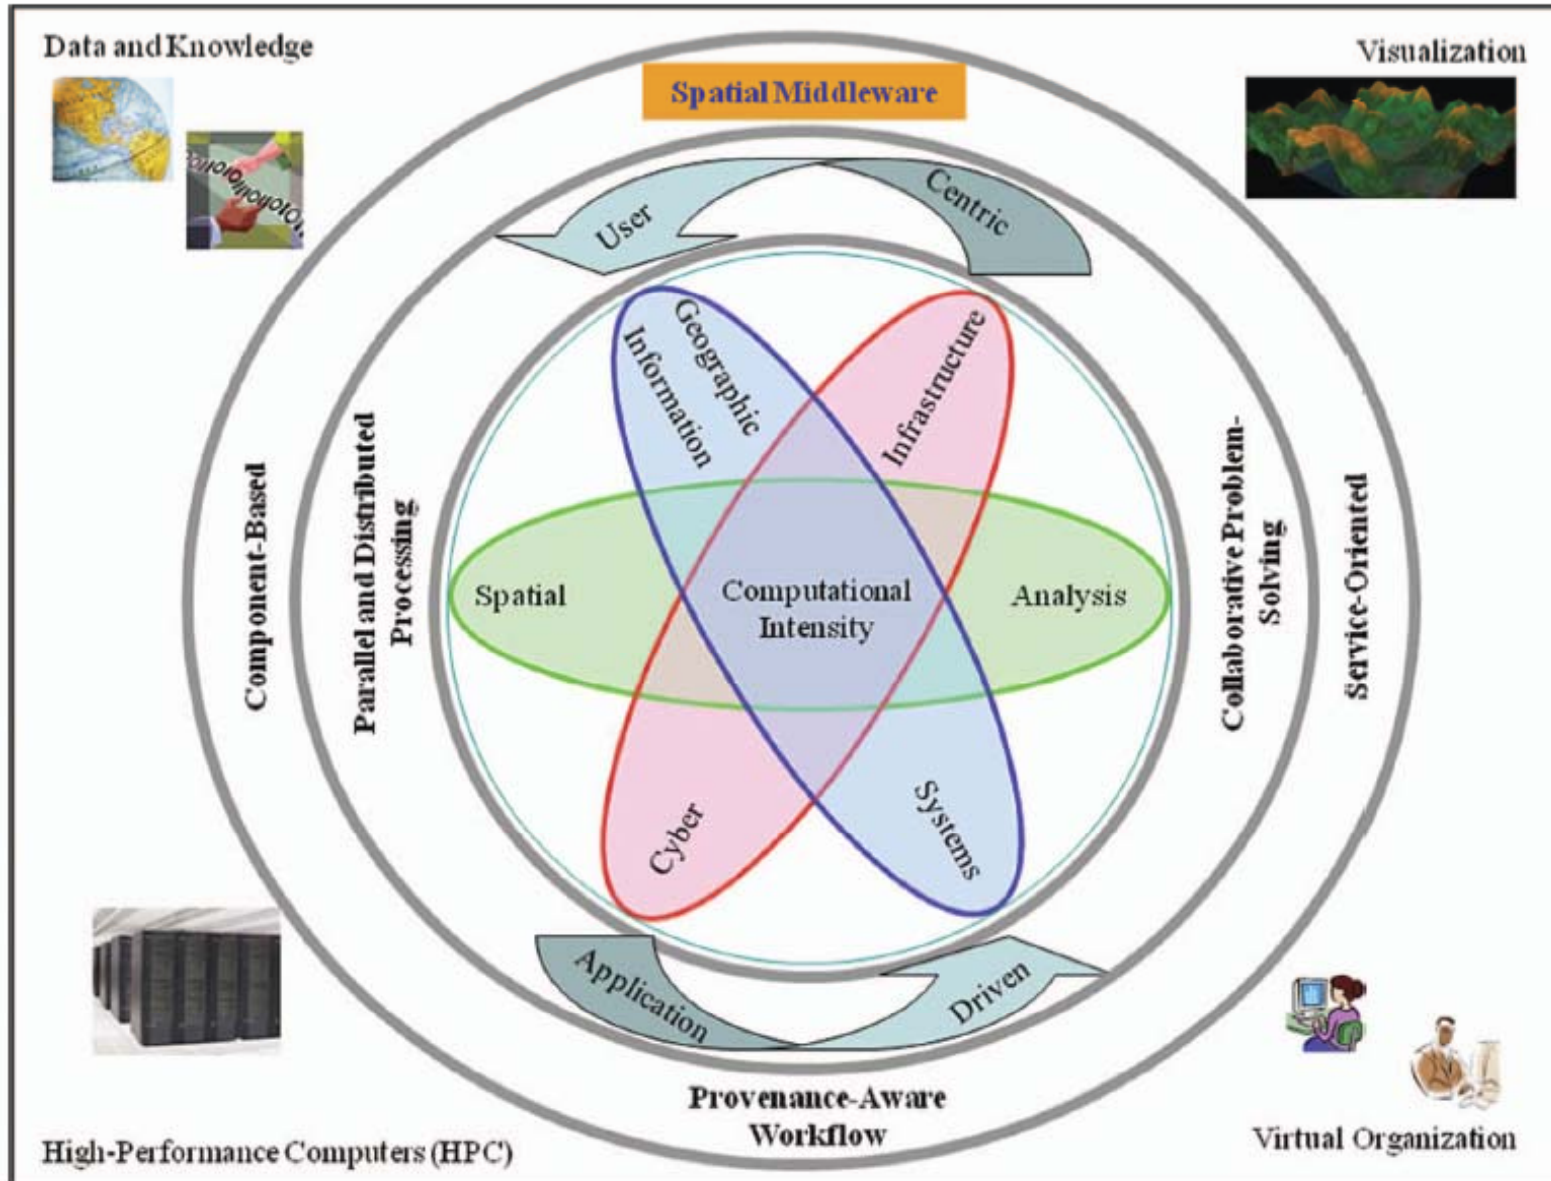 Data and Knowledge
Visualization
Spatial Middleware
User
Centric
Geographic
Information
Infrastructure
Component-Based
Parallel and Distributed
Processing
Spatial
Computational
Intensity
Analysis
Collaborative Problem-
Solving
Service-Oriented
Cyber
Systems
Application
Driven
Provenance-Aware
Workflow
High-Performance Computers (HPC)
Virtual Organization